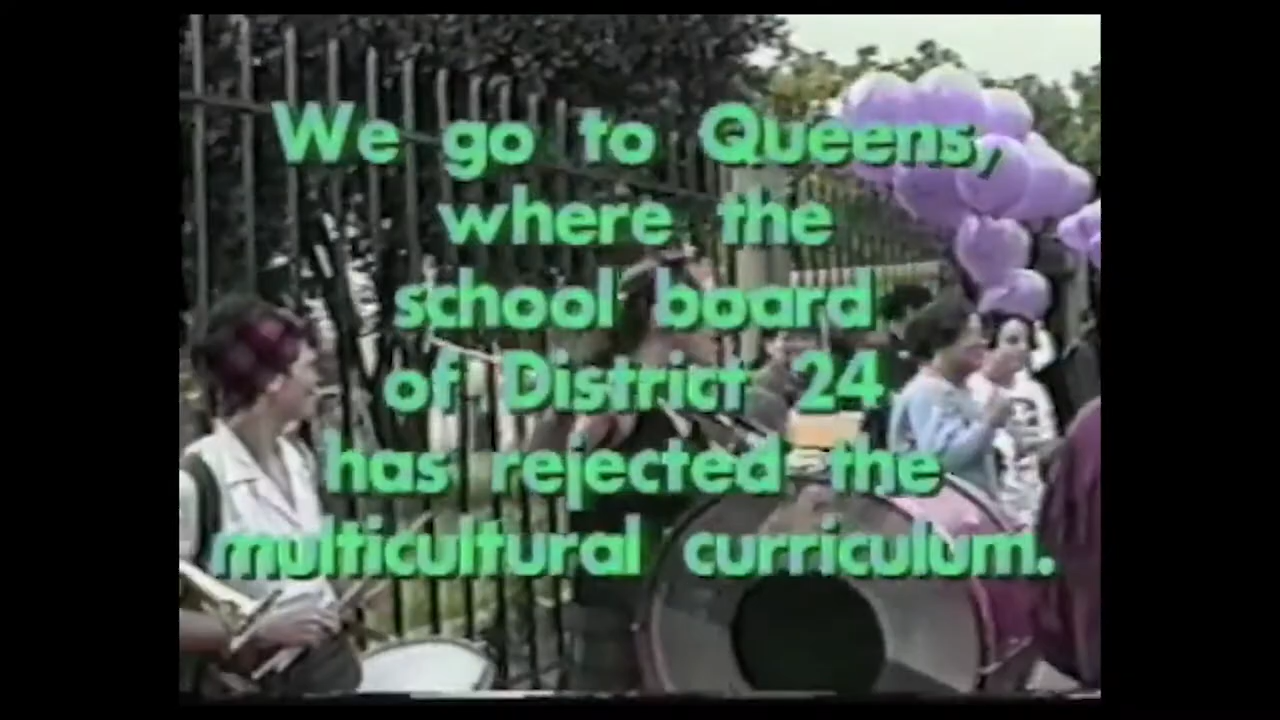 We go to Queens,
where the
school board
of District 24
has rejected the
multicultural curriculum.